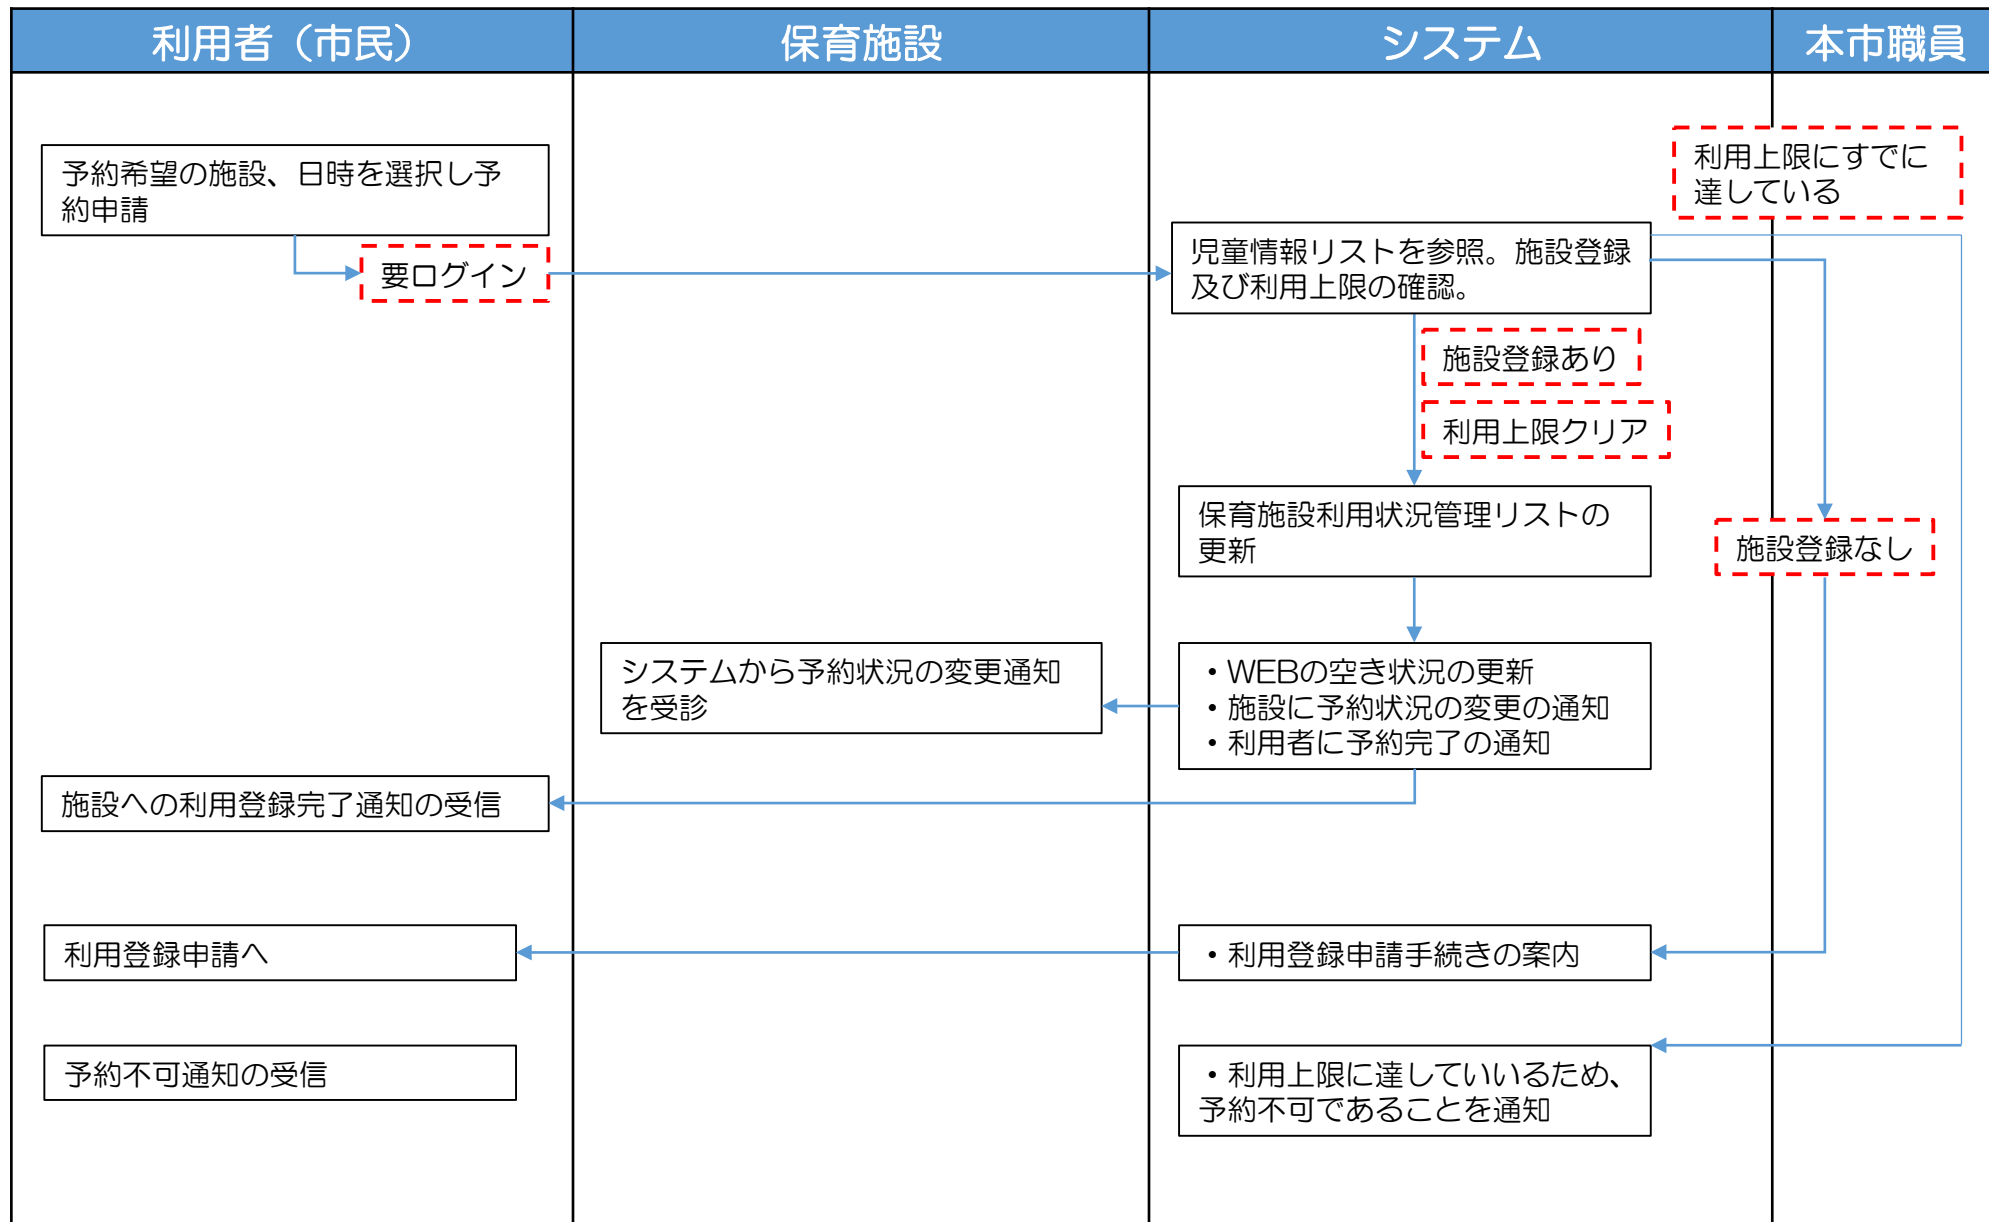 利用者（市民）
保育施設
システム
本市職員
予約希望の施設、日時を選択し予
約申請
利用上限にすでに
達している
要ログイン
児童情報リストを参照。施設登録
及び利用上限の確認。
施設登録あり
利用上限クリア
保育施設利用状況管理リストの
更新
施設登録なし
システムから予約状況の変更通知
を受診
・WEBの空き状況の更新
・施設に予約状況の変更の通知
・利用者に予約完了の通知
施設への利用登録完了通知の受信
利用登録申請へ
・利用登録申請手続きの案内
予約不可通知の受信
・利用上限に達していいるため、
予約不可であることを通知